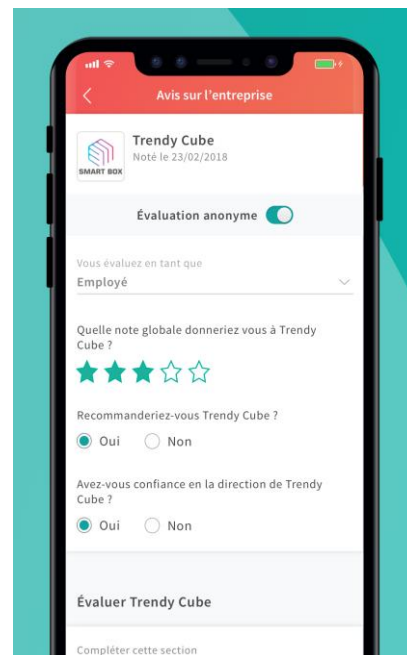 Avis sur l'entreprise
Trendy Cube
Noté le 23/02/2018
SMART BOX
Évaluation anonyme
Vous évaluez en tant que
Employé
Quelle note globale donneriez vous à Trendy
Cube ?
Recommanderiez-vous Trendy Cube ?
Oui Non
Avez-vous confiance en la direction de Trendy
Cube ?
Oui Non
Évaluer Trendy Cube
Compléter cette section